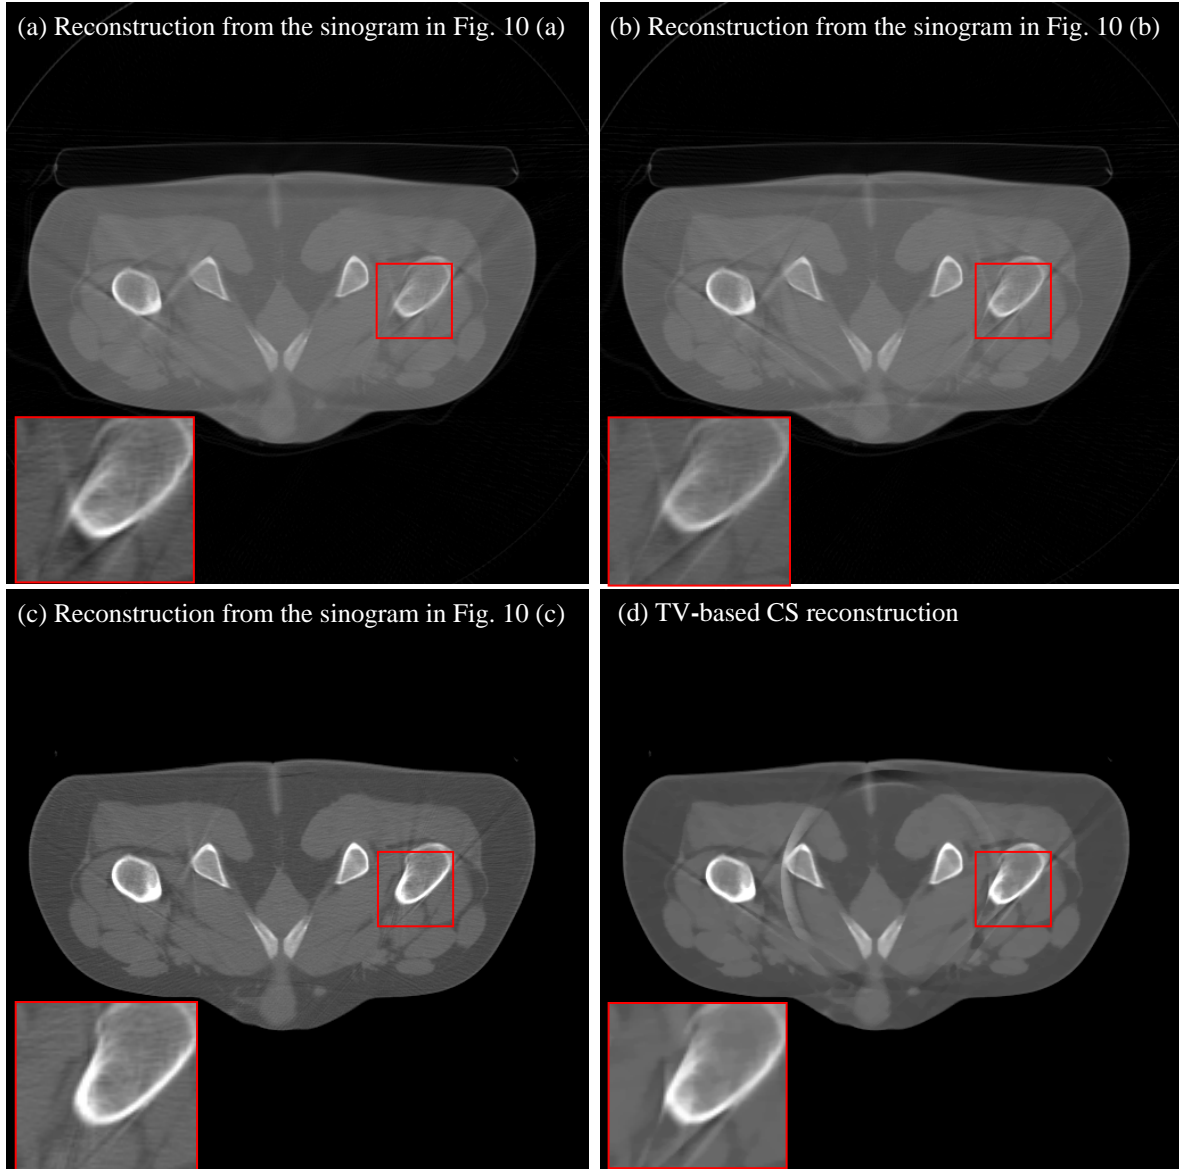 (a) Reconstruction from the sinogram in Fig. 10 (a)
(b) Reconstruction from the sinogram in Fig. 10 (b)
(c) Reconstruction from the sinogram in Fig. 10 (c)
(d) TV-based CS reconstruction